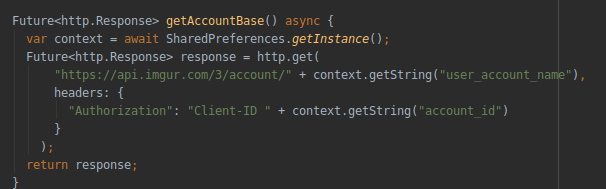 Future<http.Response> getAccountBase() async {
var context = await SharedPreferences.getInstance();
Future<http.Response> response = http.get(
"https://api.imgur.com/3/account/" + context.getString("user_account_name"),
headers: {
"Authorization": "Client-ID " + context.getString("account_id")
}
);
return response;
}